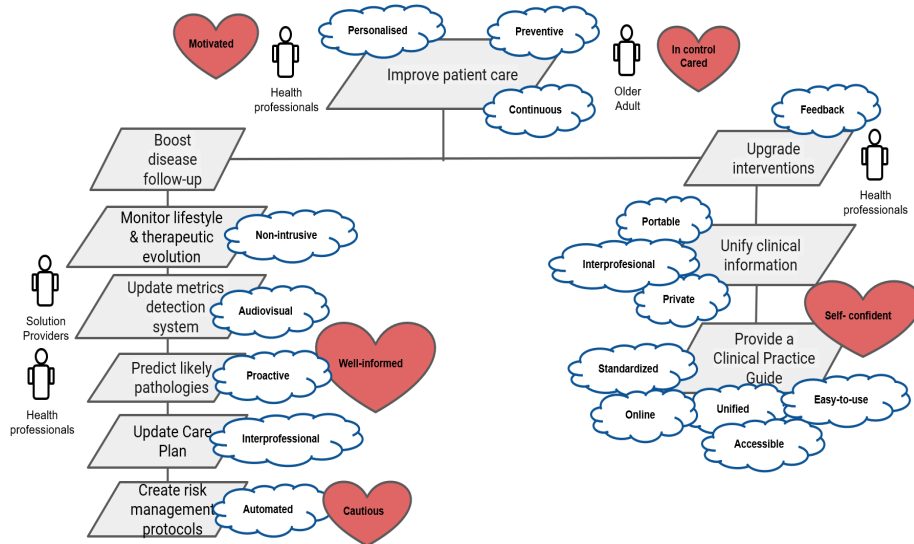 Personalised
Preventive
Motivated
In control
Cared
Improve patient care
Health
professionals
Older
Adult
Continuous
Feedback
Boost
disease
follow-up
Upgrade
interventions
Health
professionals
Monitor lifestyle
& therapeutic
evolution
Non-intrusive
Portable
Unify clinical
information
Interprofesional
Private
Solution
Providers
Update metrics
detection
system
Audiovisual
Self- confident
Provide a
Clinical Practice
Guide
Health
professionals
Predict likely
pathologies
Proactive
Well-informed
Standardized
Online
Unified
Easy-to-use
Accessible
Update Care
Plan
Interprofessional
Create risk
management
protocols
Automated
Cautious